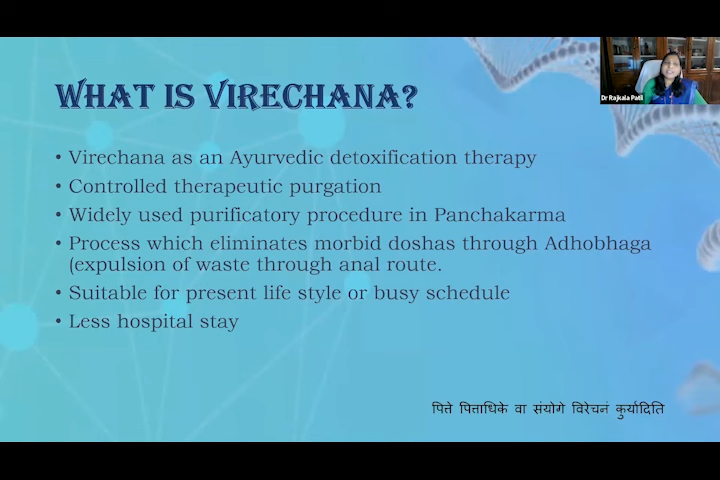 WHAT IS VIRECHANA?
Dr Rajkala Patil
• Virechana as an Ayurvedic detoxification therapy
• Controlled therapeutic purgation
• Widely used purificatory procedure in Panchakarma
• Process which eliminates morbid doshas through Adhobhaga
(expulsion of waste through anal route.
• Suitable for present life style or busy schedule
• Less hospital stay
पित्ते पित्ताधिके वा संयोगे विरेचनं कुर्यादिति